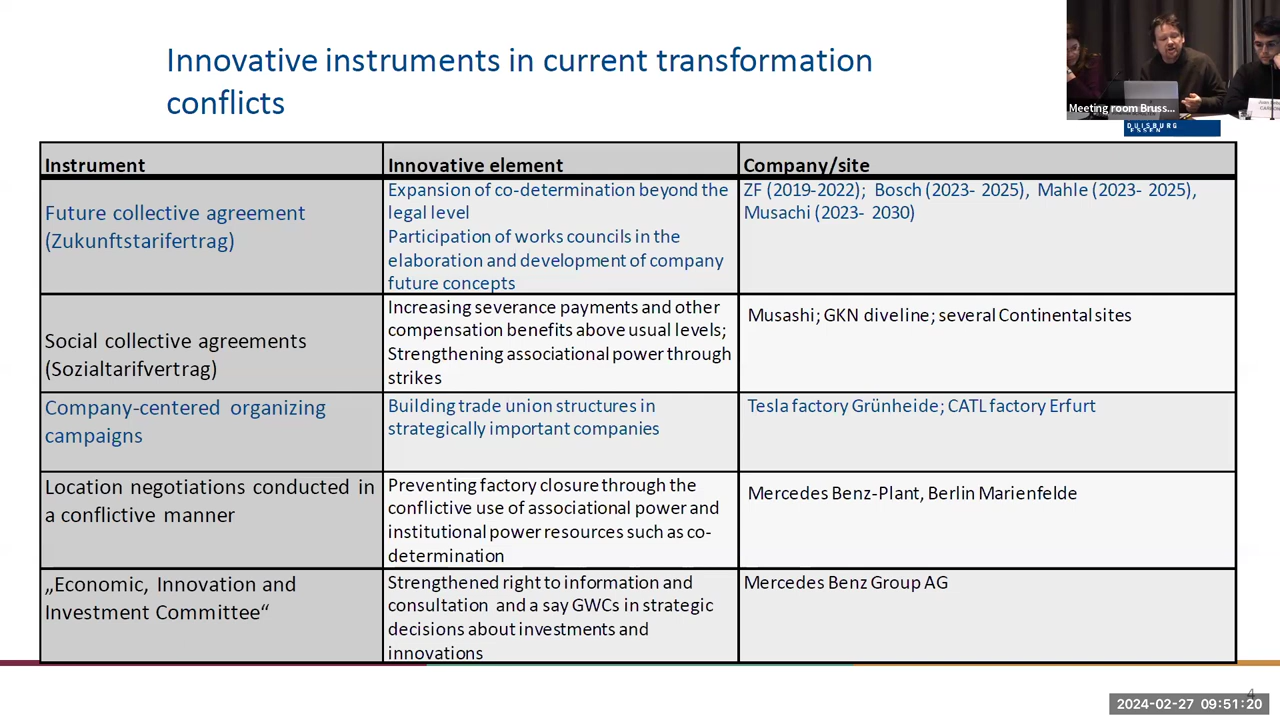 Innovative instruments in current transformation
conflicts
Meeting room Bruss...
DUISBURG
ESSEN
Instrument
Innovative element
Company/site
Future collective agreement
(Zukunftstarifertrag)
Expansion of co-determination beyond the
legal level
Participation of works councils in the
elaboration and development of company
future concepts
ZF (2019-2022); Bosch (2023- 2025), Mahle (2023- 2025),
Musachi (2023- 2030)
Social collective agreements
(Sozialtarifvertrag)
Increasing severance payments and other
compensation benefits above usual levels;
Strengthening associational power through
strikes
Musashi; GKN diveline; several Continental sites
Company-centered organizing
campaigns
Building trade union structures in
strategically important companies
Tesla factory Grünheide; CATL factory Erfurt
Location negotiations conducted in
a conflictive manner
Preventing factory closure through the
conflictive use of associational power and
institutional power resources such as co-
determination
Mercedes Benz-Plant, Berlin Marienfelde
„Economic, Innovation and
Investment Committee“
Strengthened right to information and
consultation and a say GWCs in strategic
decisions about investments and
innovations
Mercedes Benz Group AG
4
2024-02-27 09:51:20